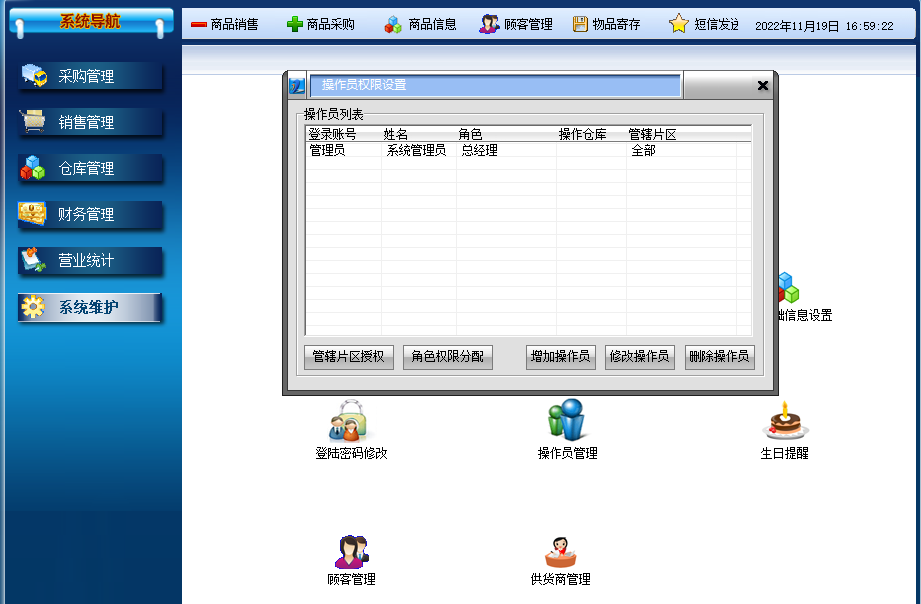 系统导航
商品销售 商品采购 商品信息 顾客管理 物品寄存 短信发 2022年11月19日 16:59:22
采购管理
销售管理
仓库管理
财务管理
营业统计
系统维护
操作员权限设置
操作员列表
登录账号 姓名 角色 操作仓库 管辖片区
管理员 系统管理员 总经理 全部
管辖片区授权 角色权限分配 增加操作员 修改操作员 删除操作员
信息设置
登陆密码修改 操作员管理 生日提醒
顾客管理 供货商管理